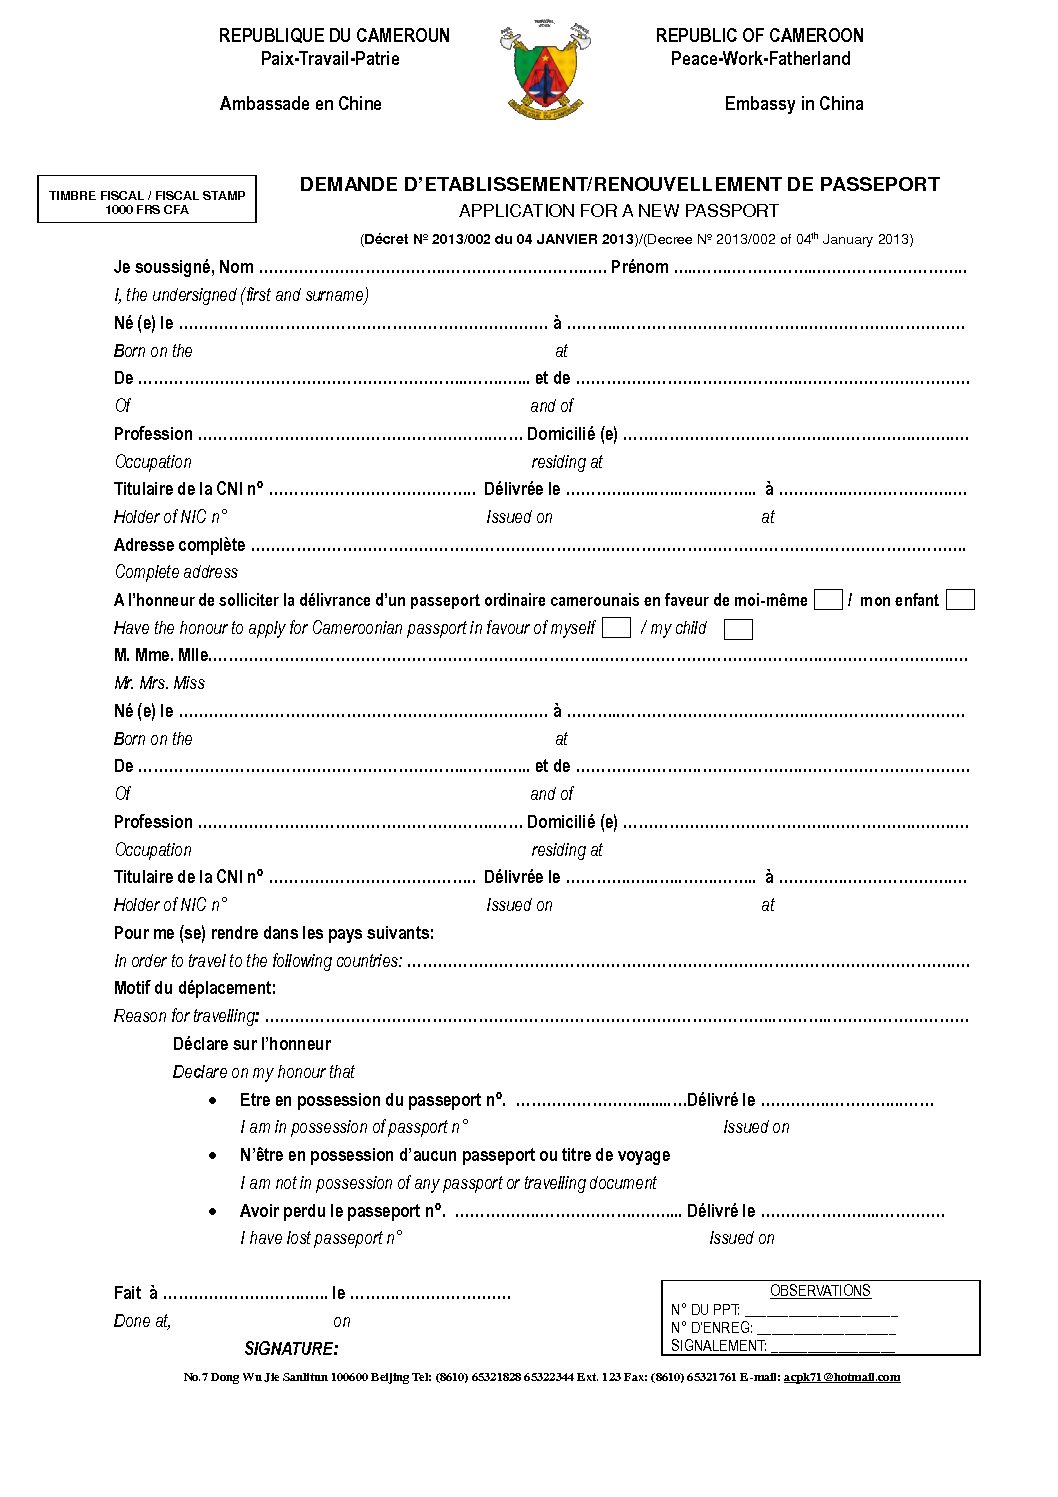 REPUBLIQUE DU CAMEROUN REPUBLIC OF CAMEROON
Paix-Travail-Patrie Peace-Work-Fatherland
Ambassade en Chine Embassy in China
TIMBRE FISCAL / FISCAL STAMP
1000 FRS CFA
DEMANDE D'ETABLISSEMENT/RENOUVELLEMENT DE PASSEPORT
APPLICATION FOR A NEW PASSPORT
(Décret Nº 2013/002 du 04 JANVIER 2013)/(Decree Nº 2013/002 of 04th January 2013)
Je soussigné, Nom ………………………………………………………… Prénom …………………………………………………
I, the undersigned (first and surname)
Né (e) le ……………………………………………………………… à ……………………………………………………………………
Born on the at
De ………………………………………………………………….. et de ……………………………………………………………………
Of and of
Profession ……………………………………………………… Domicilié (e) ……………………………………………………………
Occupation residing at
Titulaire de la CNI nº ………………………………….. Délivrée le ……………………………….. à ……………………………….
Holder of NIC n° Issued on at
Adresse complète ……………………………………………………………………………………………………………………………..
Complete address
A l'honneur de solliciter la délivrance d'un passeport ordinaire camerounais en faveur de moi-même / mon enfant
Have the honour to apply for Cameroonian passport in favour of myself / my child
M. Mme. Mlle……………………………………………………………………………………………………………………………………
Mr. Mrs. Miss
Né (e) le ……………………………………………………………… à ……………………………………………………………………
Born on the at
De ………………………………………………………………….. et de ……………………………………………………………………
Of and of
Profession ……………………………………………………… Domicilié (e) ……………………………………………………………
Occupation residing at
Titulaire de la CNI nº ………………………………….. Délivrée le ……………………………….. à ……………………………….
Holder of NIC n° Issued on at
Pour me (se) rendre dans les pays suivants:
In order to travel to the following countries: …………………………………………………………………………………………………
Motif du déplacement:
Reason for travelling: ……………………………………………………………………………………………………………………………
Déclare sur l'honneur
Declare on my honour that
• Etre en possession du passeport nº. ……………………………Délivré le ……………………………
I am in possession of passport n° Issued on
• N'être en possession d'aucun passeport ou titre de voyage
I am not in possession of any passport or travelling document
• Avoir perdu le passeport nº. ……………………………………... Délivré le ………………………………
I have lost passeport n° Issued on
Fait à ………………………….. le ………………………….
Done at, on
SIGNATURE:
OBSERVATIONS
N° DU PPT: _____________________
N° D'ENREG: ___________________
SIGNALEMENT: _________________
No.7 Dong Wu Jie Sanlitun 100600 Beijing Tel: (8610) 65321828 65322344 Ext. 123 Fax: (8610) 65321761 E-mail: acpk71@hotmail.com